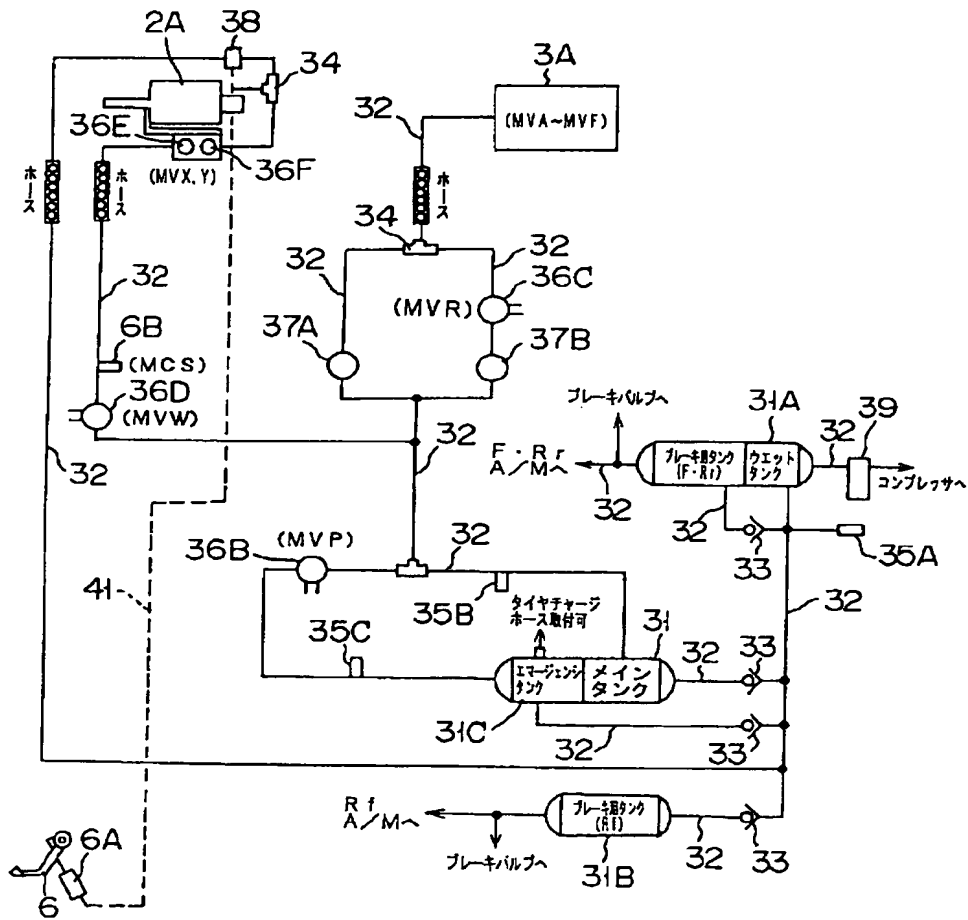 2A
38
34
3A
32
(MVA~MVF)
36E
36F
(MVX, Y)
ホース
ホース
ホース
34
32
32
32
36C
(MVR)
6B
(MCS)
37A
37B
36D
(MVW)
ブレーキバルブへ
31A
39
32
32
F・Rr
A/Mへ
ブレーキ用タンク
(F・Rr)
ウエット
タンク
32
コンプレッサへ
32
32
33
35A
36B
(MVP)
32
41
35B
タイヤチャージ
ホース取付可
32
35C
31
32
33
エマージェンシ
タンク
メイン
タンク
31C
32
33
Rf
A/Mへ
ブレーキ用タンク
(Rf)
ブレーキバルブへ
31B
32
33
6A
6